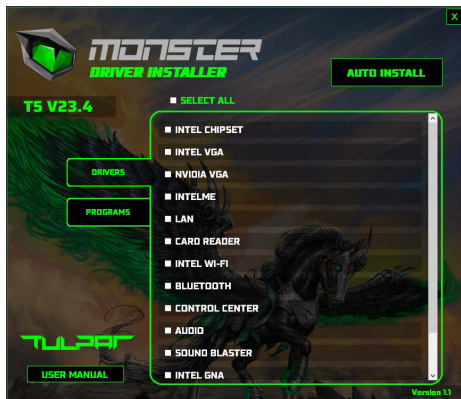 X
MONSTER
DRIVER INSTALLER
AUTO INSTALL
T5 V23.4
SELECT ALL
INTEL CHIPSET
INTEL VGA
NVIDIA VGA
INTELME
LAN
CARD READER
INTEL WI-FI
BLUETOOTH
CONTROL CENTER
AUDIO
SOUND BLASTER
INTEL GNA
DRIVERS
PROGRAMS
TULPAR
USER MANUAL
Version 1.1